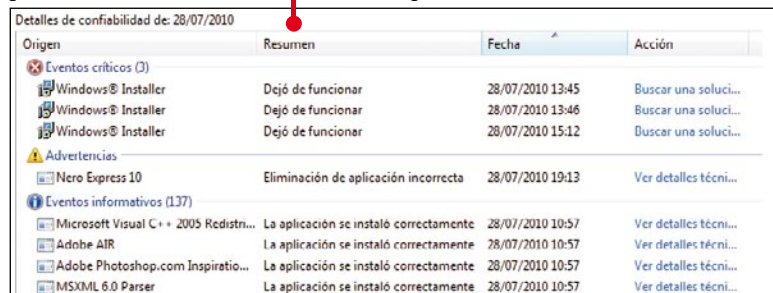 Detalles de confiabilidad de: 28/07/2010
Origen Resumen Fecha Acción
Eventos críticos (3)
Windows® Installer Dejó de funcionar 28/07/2010 13:45 Buscar una soluci...
Windows® Installer Dejó de funcionar 28/07/2010 13:46 Buscar una soluci...
Windows® Installer Dejó de funcionar 28/07/2010 15:12 Buscar una soluci...
Advertencias
Nero Express 10 Eliminación de aplicación incorrecta 28/07/2010 19:13 Ver detalles técni...
Eventos informativos (137)
Microsoft Visual C++ 2005 Redistri... La aplicación se instaló correctamente 28/07/2010 10:57 Ver detalles técni...
Adobe AIR La aplicación se instaló correctamente 28/07/2010 10:57 Ver detalles técni...
Adobe Photoshop.com Inspiratio... La aplicación se instaló correctamente 28/07/2010 10:57 Ver detalles técni...
MSXML 6.0 Parser La aplicación se instaló correctamente 28/07/2010 10:57 Ver detalles técni...